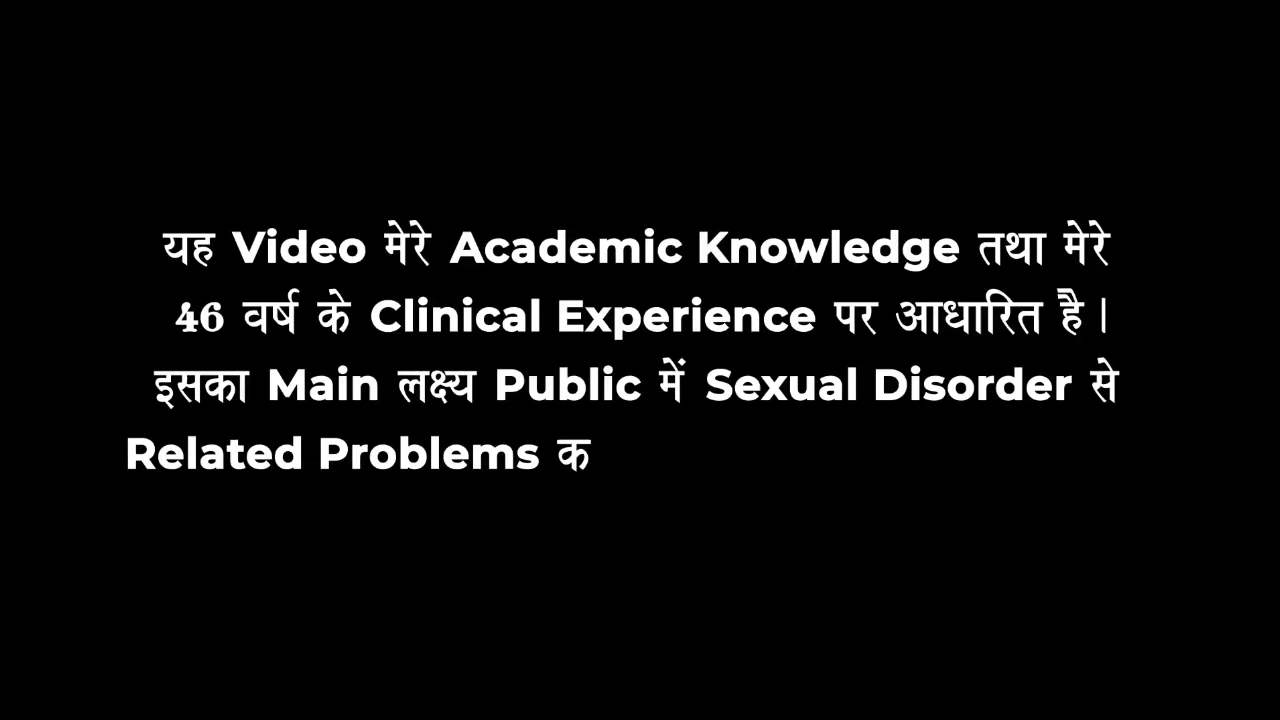 यह Video मेरे Academic Knowledge तथा मेरे
46 वर्ष के Clinical Experience पर आधारित है।
इसका Main लक्ष्य Public में Sexual Disorder से
Related Problems क